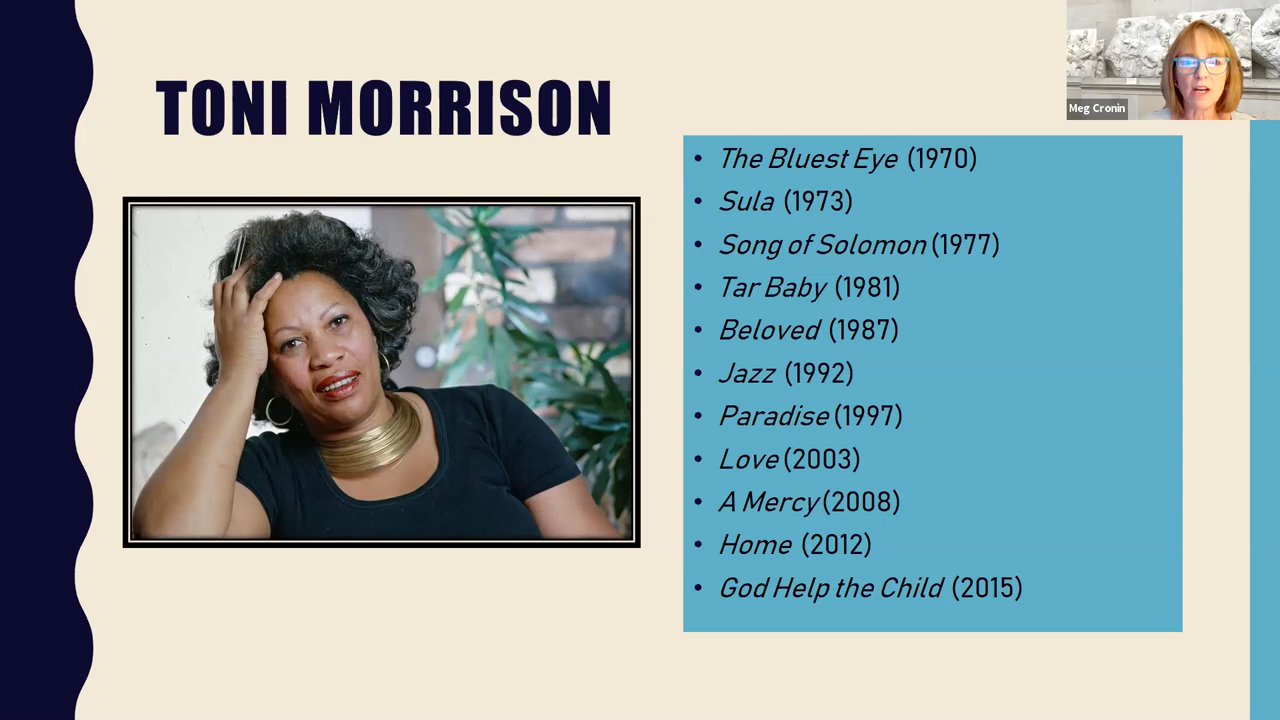 TONI MORRISON
Meg Cronin
• The Bluest Eye (1970)
• Sula (1973)
• Song of Solomon (1977)
• Tar Baby (1981)
• Beloved (1987)
• Jazz (1992)
• Paradise (1997)
• Love (2003)
• A Mercy (2008)
• Home (2012)
• God Help the Child (2015)